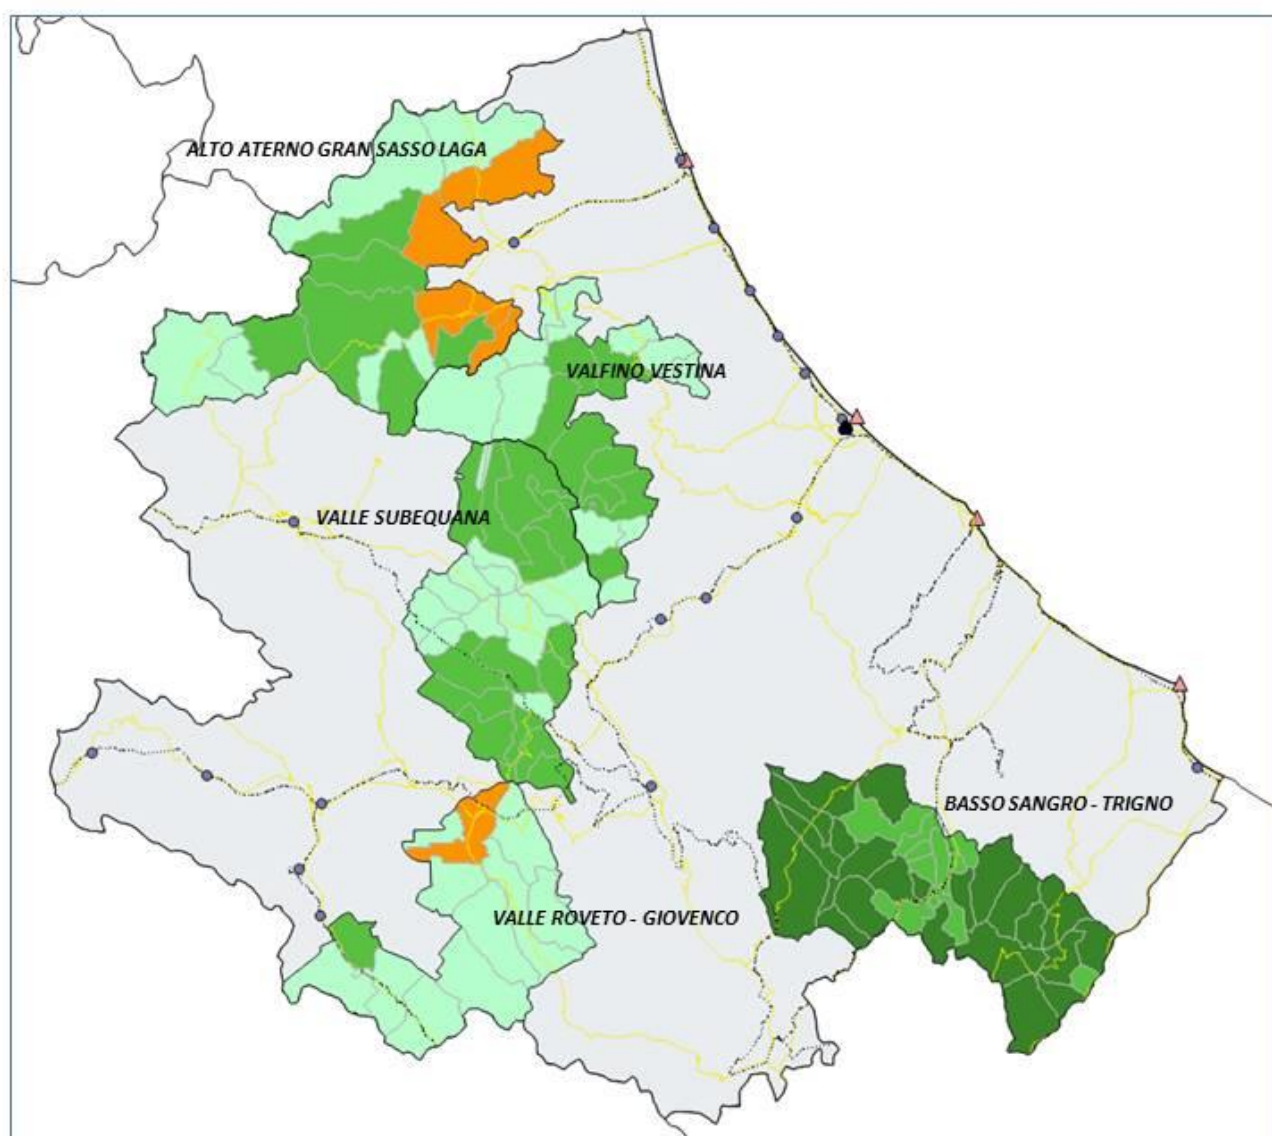 ALTO ATERNO GRAN SASSO LAGA
VALFINO VESTINA
VALLE SUBEQUANA
BASSO SANGRO - TRIGNO
VALLE ROVETO - GIOVENCO